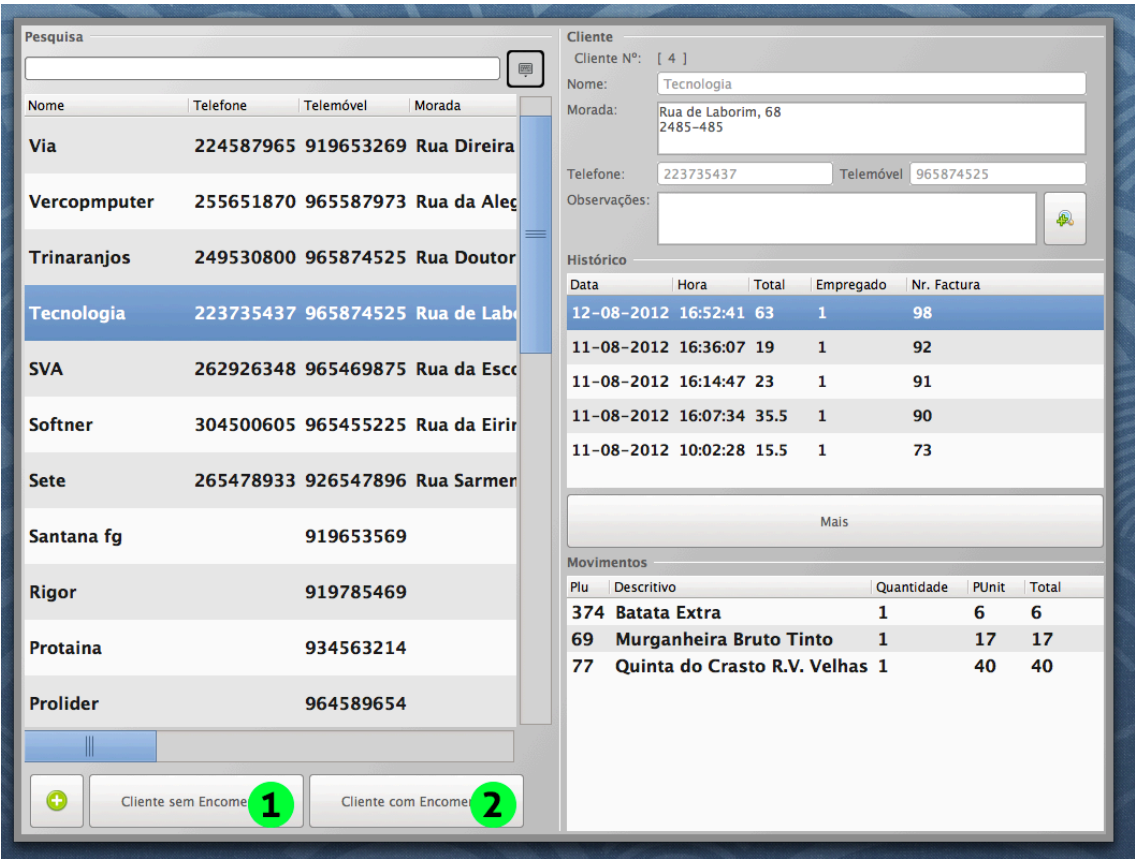 Pesquisa
Nome Telefone Telemóvel Morada
Via 224587965 919653269 Rua Direira
Vercopmputer 255651870 965587973 Rua da Aleg
Trinaranjos 249530800 965874525 Rua Doutor
Tecnologia 223735437 965874525 Rua de Labo
SVA 262926348 965469875 Rua da Esco
Softner 304500605 965455225 Rua da Eirir
Sete 265478933 926547896 Rua Sarmen
Santana fg 919653569
Rigor 919785469
Protaina 934563214
Prolider 964589654
Cliente sem Encome 1
Cliente com Encome 2
Cliente
Cliente Nº: [ 4 ]
Nome: Tecnologia
Morada: Rua de Laborim, 68
2485-485
Telefone: 223735437 Telemóvel 965874525
Observações:
Histórico
Data Hora Total Empregado Nr. Factura
12-08-2012 16:52:41 63 1 98
11-08-2012 16:36:07 19 1 92
11-08-2012 16:14:47 23 1 91
11-08-2012 16:07:34 35.5 1 90
11-08-2012 10:02:28 15.5 1 73
Mais
Movimentos
Plu Descritivo Quantidade PUnit Total
374 Batata Extra 1 6 6
69 Murganheira Bruto Tinto 1 17 17
77 Quinta do Crasto R.V. Velhas 1 40 40